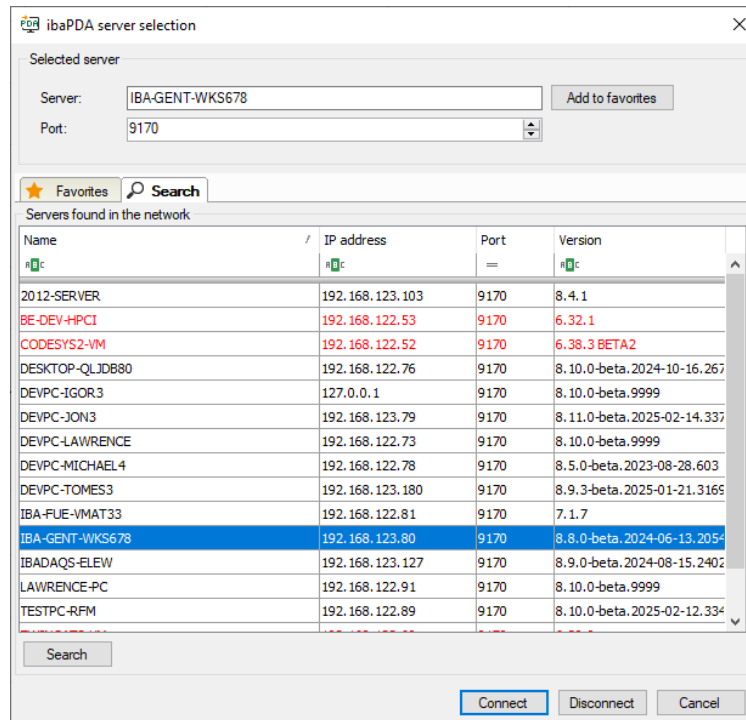 PDA ibaPDA server selection
Selected server
Server: IBA-GENT-WKS678 Add to favorites
Port: 9170
Favorites Search
Servers found in the network
Name / IP address Port Version
ABC ABC = ABC
2012-SERVER 192.168.123.103 9170 8.4.1
BE-DEV-HPCI 192.168.122.53 9170 6.32.1
CODESYS2-VM 192.168.122.52 9170 6.38.3 BETA2
DESKTOP-QLJDB80 192.168.122.76 9170 8.10.0-beta.2024-10-16.267
DEVPC-IGOR3 127.0.0.1 9170 8.10.0-beta.9999
DEVPC-JON3 192.168.123.79 9170 8.11.0-beta.2025-02-14.337
DEVPC-LAWRENCE 192.168.122.73 9170 8.10.0-beta.9999
DEVPC-MICHAEL4 192.168.122.78 9170 8.5.0-beta.2023-08-28.603
DEVPC-TOMES3 192.168.123.180 9170 8.9.3-beta.2025-01-21.3169
IBA-FUE-VMAT33 192.168.122.81 9170 7.1.7
IBA-GENT-WKS678 192.168.123.80 9170 8.8.0-beta.2024-06-13.2054
IBADAQS-ELEW 192.168.123.127 9170 8.9.0-beta.2024-08-15.2402
LAWRENCE-PC 192.168.122.91 9170 8.10.0-beta.9999
TESTPC-RFM 192.168.122.89 9170 8.10.0-beta.2025-02-12.334
Search
Connect Disconnect Cancel